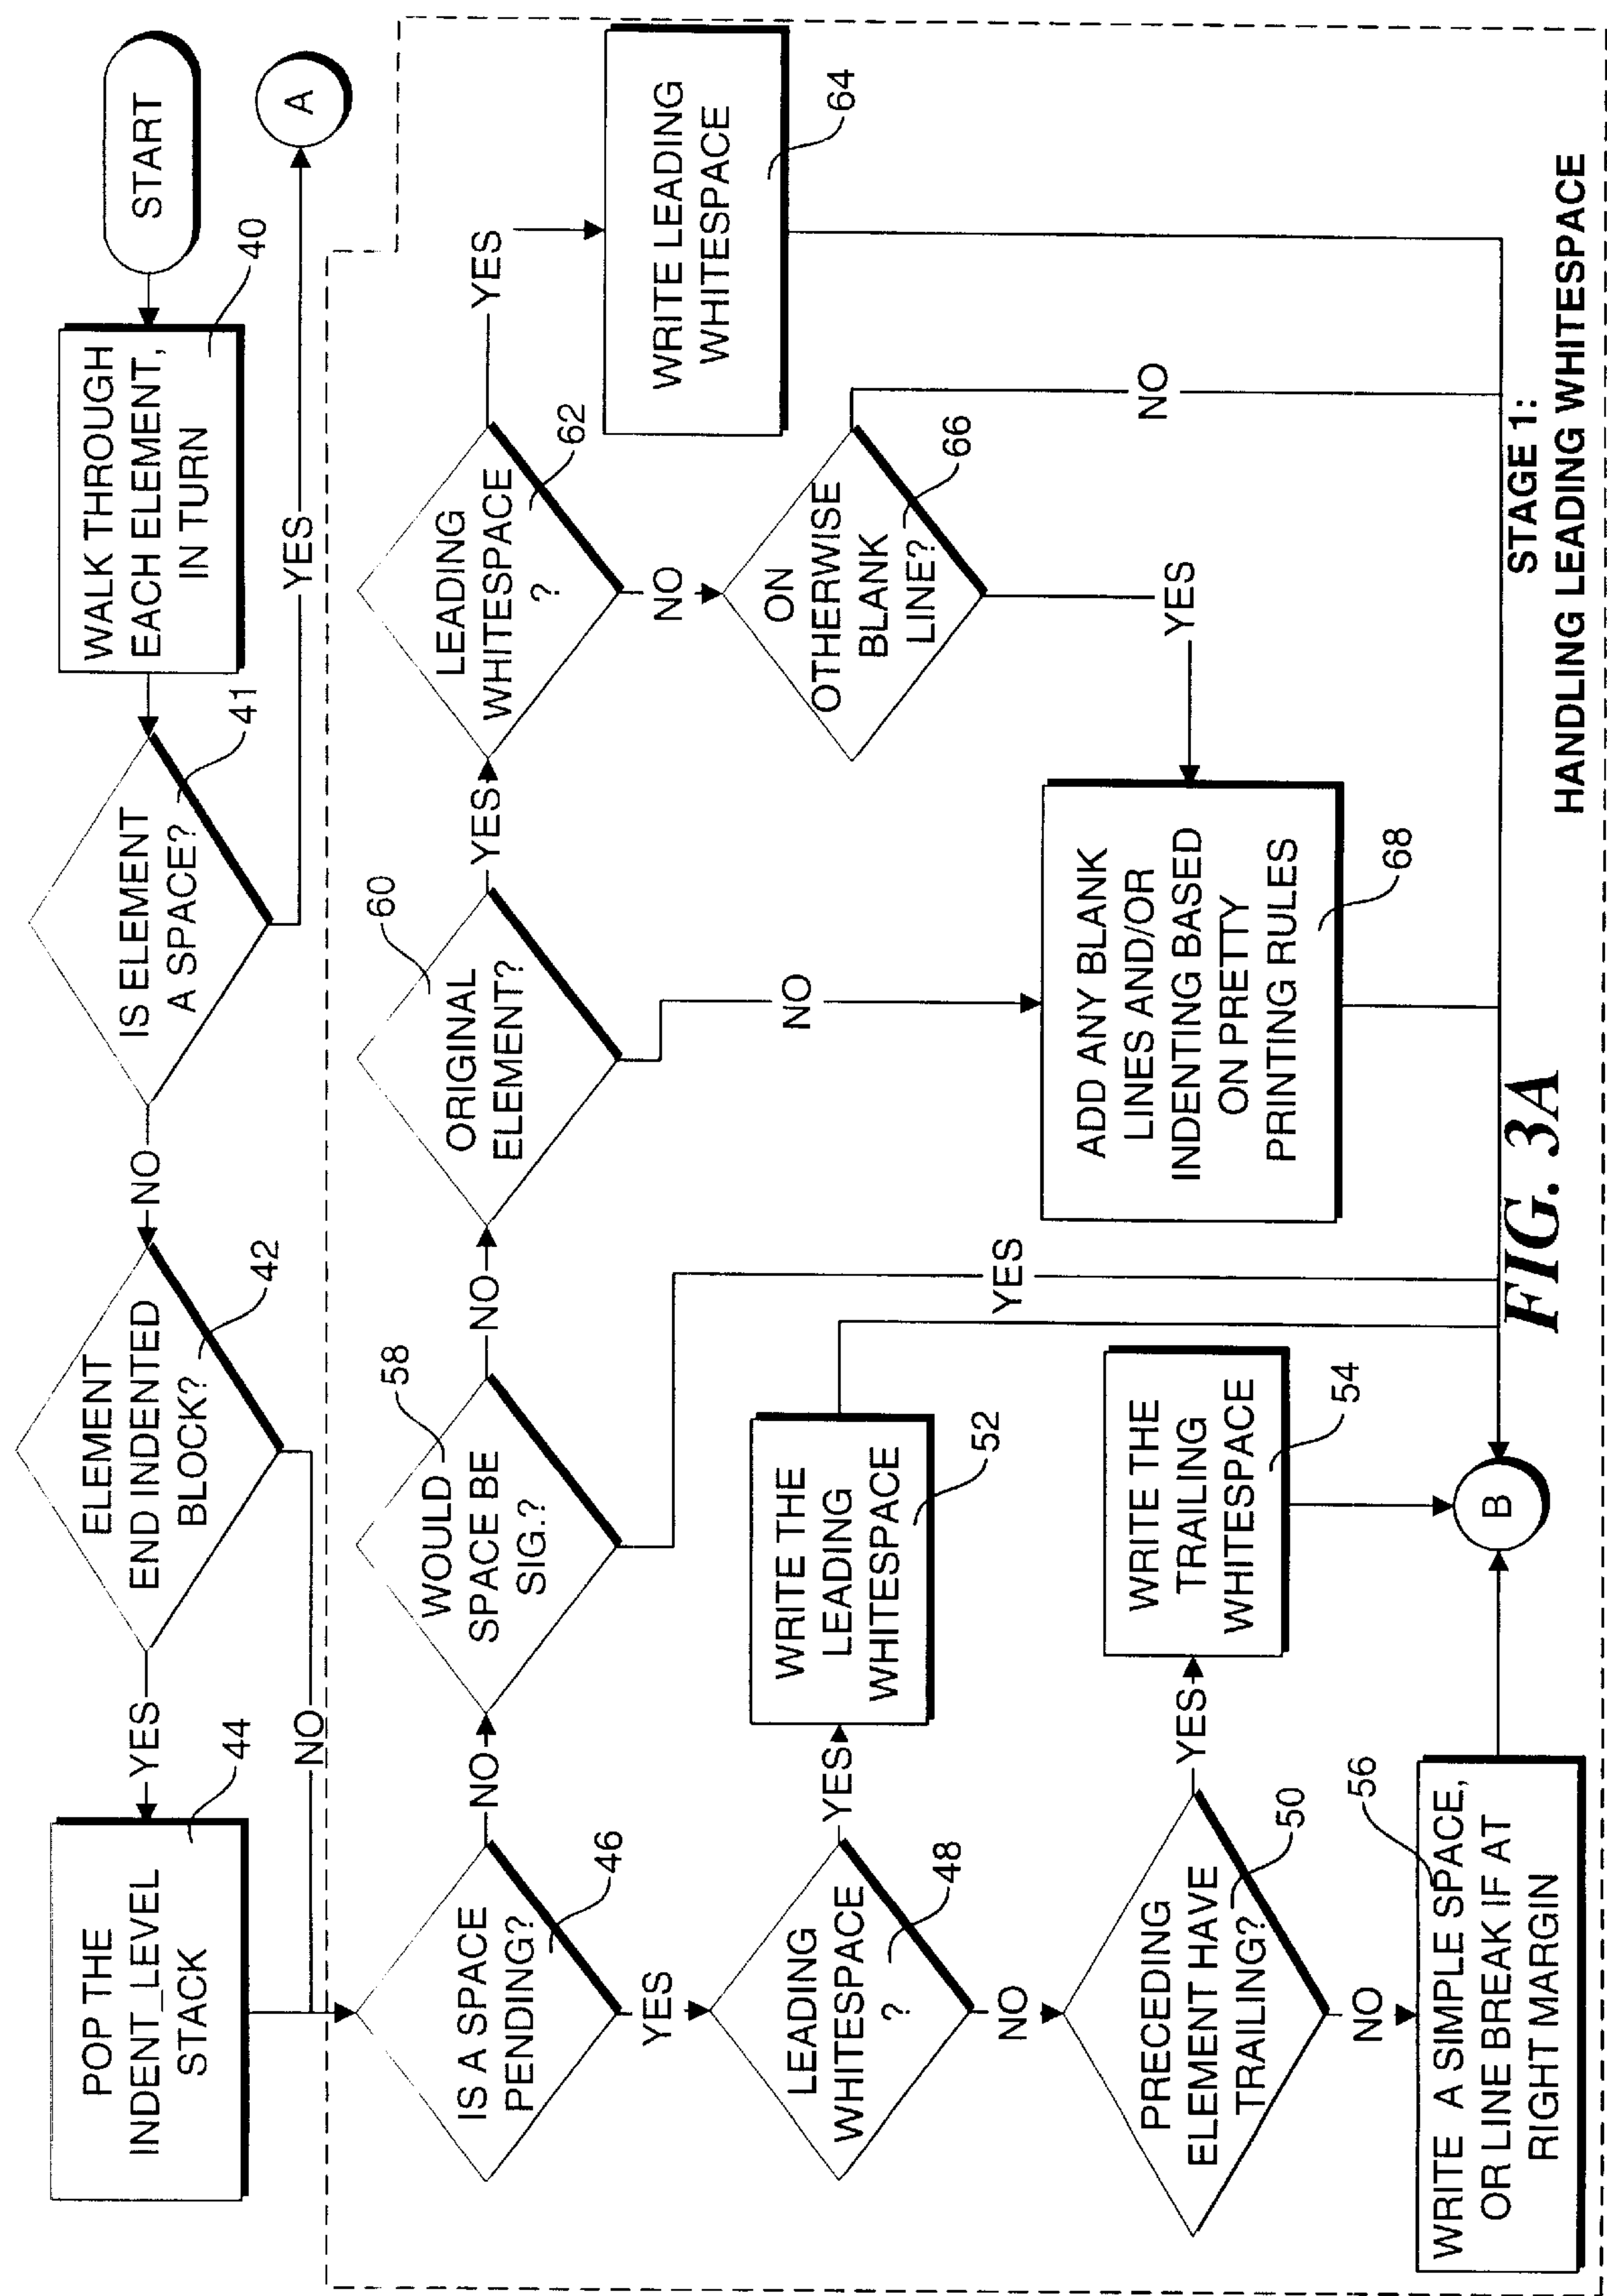 START
WALK THROUGH
EACH ELEMENT,
IN TURN
40
IS ELEMENT
A SPACE?
41
YES
A
NO
ELEMENT
END INDENTED
BLOCK?
42
YES
NO
POP THE
INDENT_LEVEL
STACK
44
IS A SPACE
PENDING?
46
NO
YES
WOULD
SPACE BE
SIG.?
58
NO
YES
ORIGINAL
ELEMENT?
60
YES
NO
LEADING
WHITESPACE
?
62
YES
NO
WRITE LEADING
WHITESPACE
64
ON
OTHERWISE
BLANK
LINE?
66
NO
YES
ADD ANY BLANK
LINES AND/OR
INDENTING BASED
ON PRETTY
PRINTING RULES
68
LEADING
WHITESPACE
?
48
YES
NO
WRITE THE
LEADING
WHITESPACE
52
PRECEDING
ELEMENT HAVE
TRAILING?
50
YES
NO
WRITE THE
TRAILING
WHITESPACE
54
WRITE A SIMPLE SPACE,
OR LINE BREAK IF AT
RIGHT MARGIN
56
B
FIG. 3A
STAGE 1:
HANDLING LEADING WHITESPACE